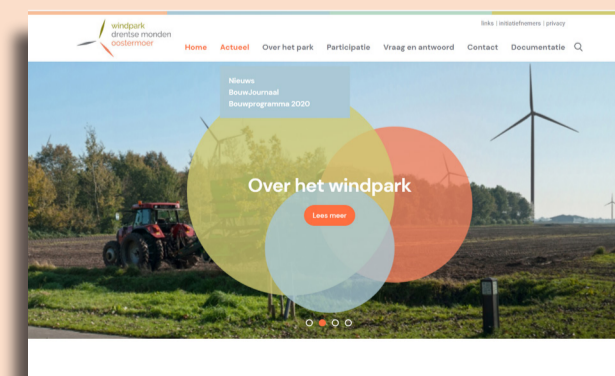 links | initiatiefnemers | privacy
windpark
drentse monden
oostermoer
Home Actueel Over het park Participatie Vraag en antwoord Contact Documentatie
Nieuws
BouwJournaal
Bouwprogramma 2020
Over het windpark
Lees meer